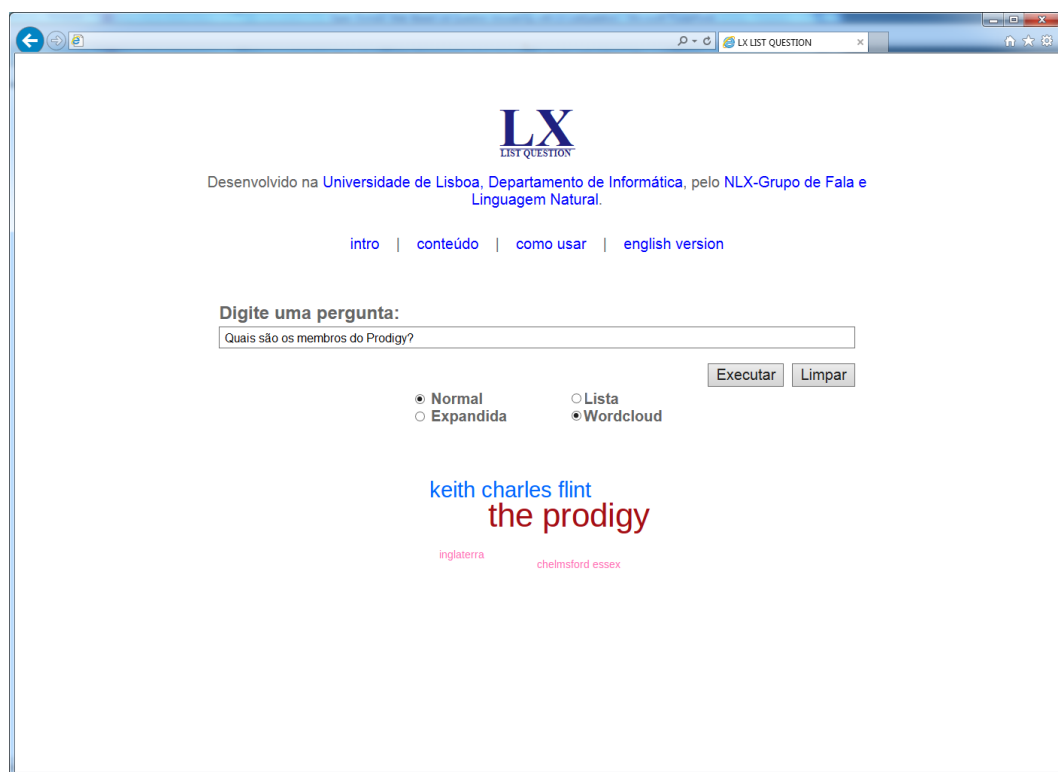 LX LIST QUESTION
LX
LIST QUESTION
Desenvolvido na Universidade de Lisboa, Departamento de Informática, pelo NLX-Grupo de Fala e
Linguagem Natural.
intro | conteúdo | como usar | english version
Digite uma pergunta:
Quais são os membros do Prodigy?
Executar Limpar
Normal Lista
Expandida Wordcloud
keith charles flint
the prodigy
inglaterra
chelmsford essex